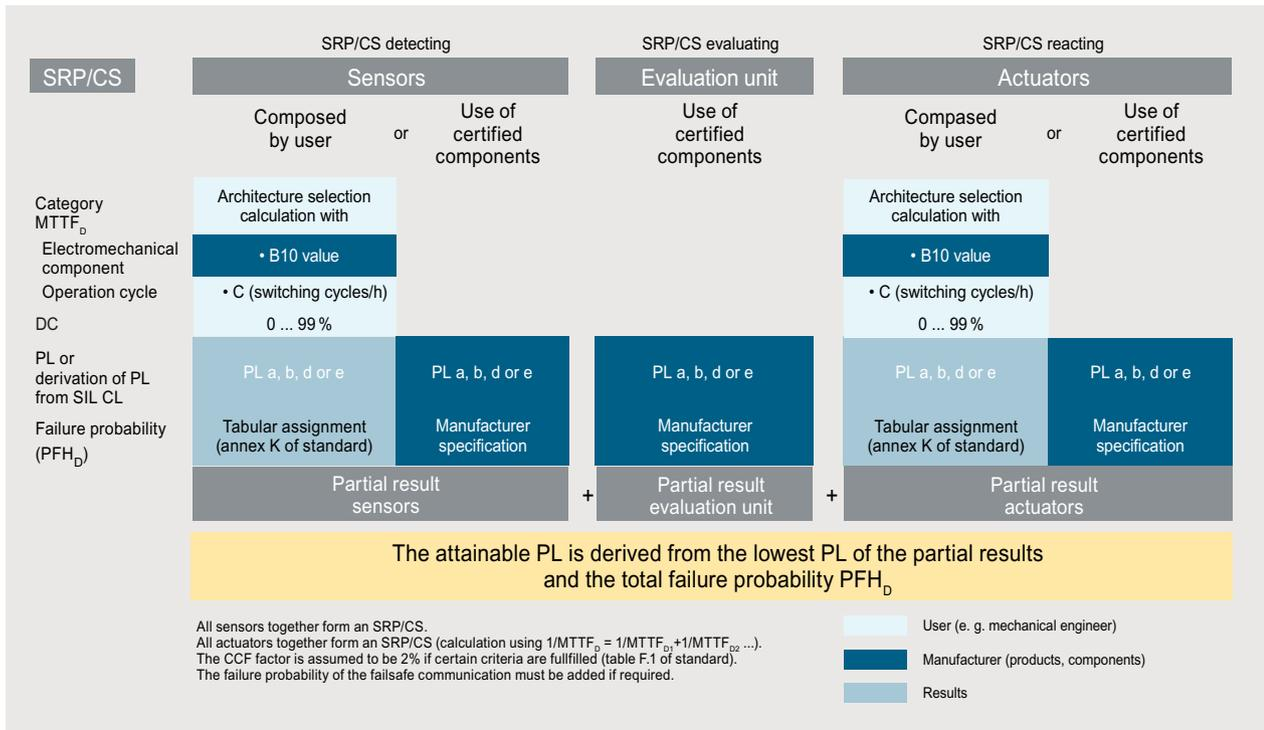 SRP/CS detecting
SRP/CS evaluating
SRP/CS reacting
SRP/CS
Sensors
Evaluation unit
Actuators
Composed
by user
or
Use of
certified
components
Use of
certified
components
Compased
by user
or
Use of
certified
components
Category
MTTFD
Architecture selection
calculation with
Architecture selection
calculation with
Electromechanical
component
• B10 value
• B10 value
Operation cycle
• C (switching cycles/h)
• C (switching cycles/h)
DC
0 ... 99 %
0 ... 99 %
PL or
derivation of PL
from SIL CL
PL a, b, d or e
PL a, b, d or e
PL a, b, d or e
PL a, b, d or e
PL a, b, d or e
Failure probability
(PFHD)
Tabular assignment
(annex K of standard)
Manufacturer
specification
Manufacturer
specification
Tabular assignment
(annex K of standard)
Manufacturer
specification
Partial result
sensors
+
Partial result
evaluation unit
+
Partial result
actuators
The attainable PL is derived from the lowest PL of the partial results
and the total failure probability PFHD
All sensors together form an SRP/CS.
All actuators together form an SRP/CS (calculation using 1/MTTFD = 1/MTTFD1+1/MTTFD2 ...).
The CCF factor is assumed to be 2% if certain criteria are fullfilled (table F.1 of standard).
The failure probability of the failsafe communication must be added if required.
User (e. g. mechanical engineer)
Manufacturer (products, components)
Results